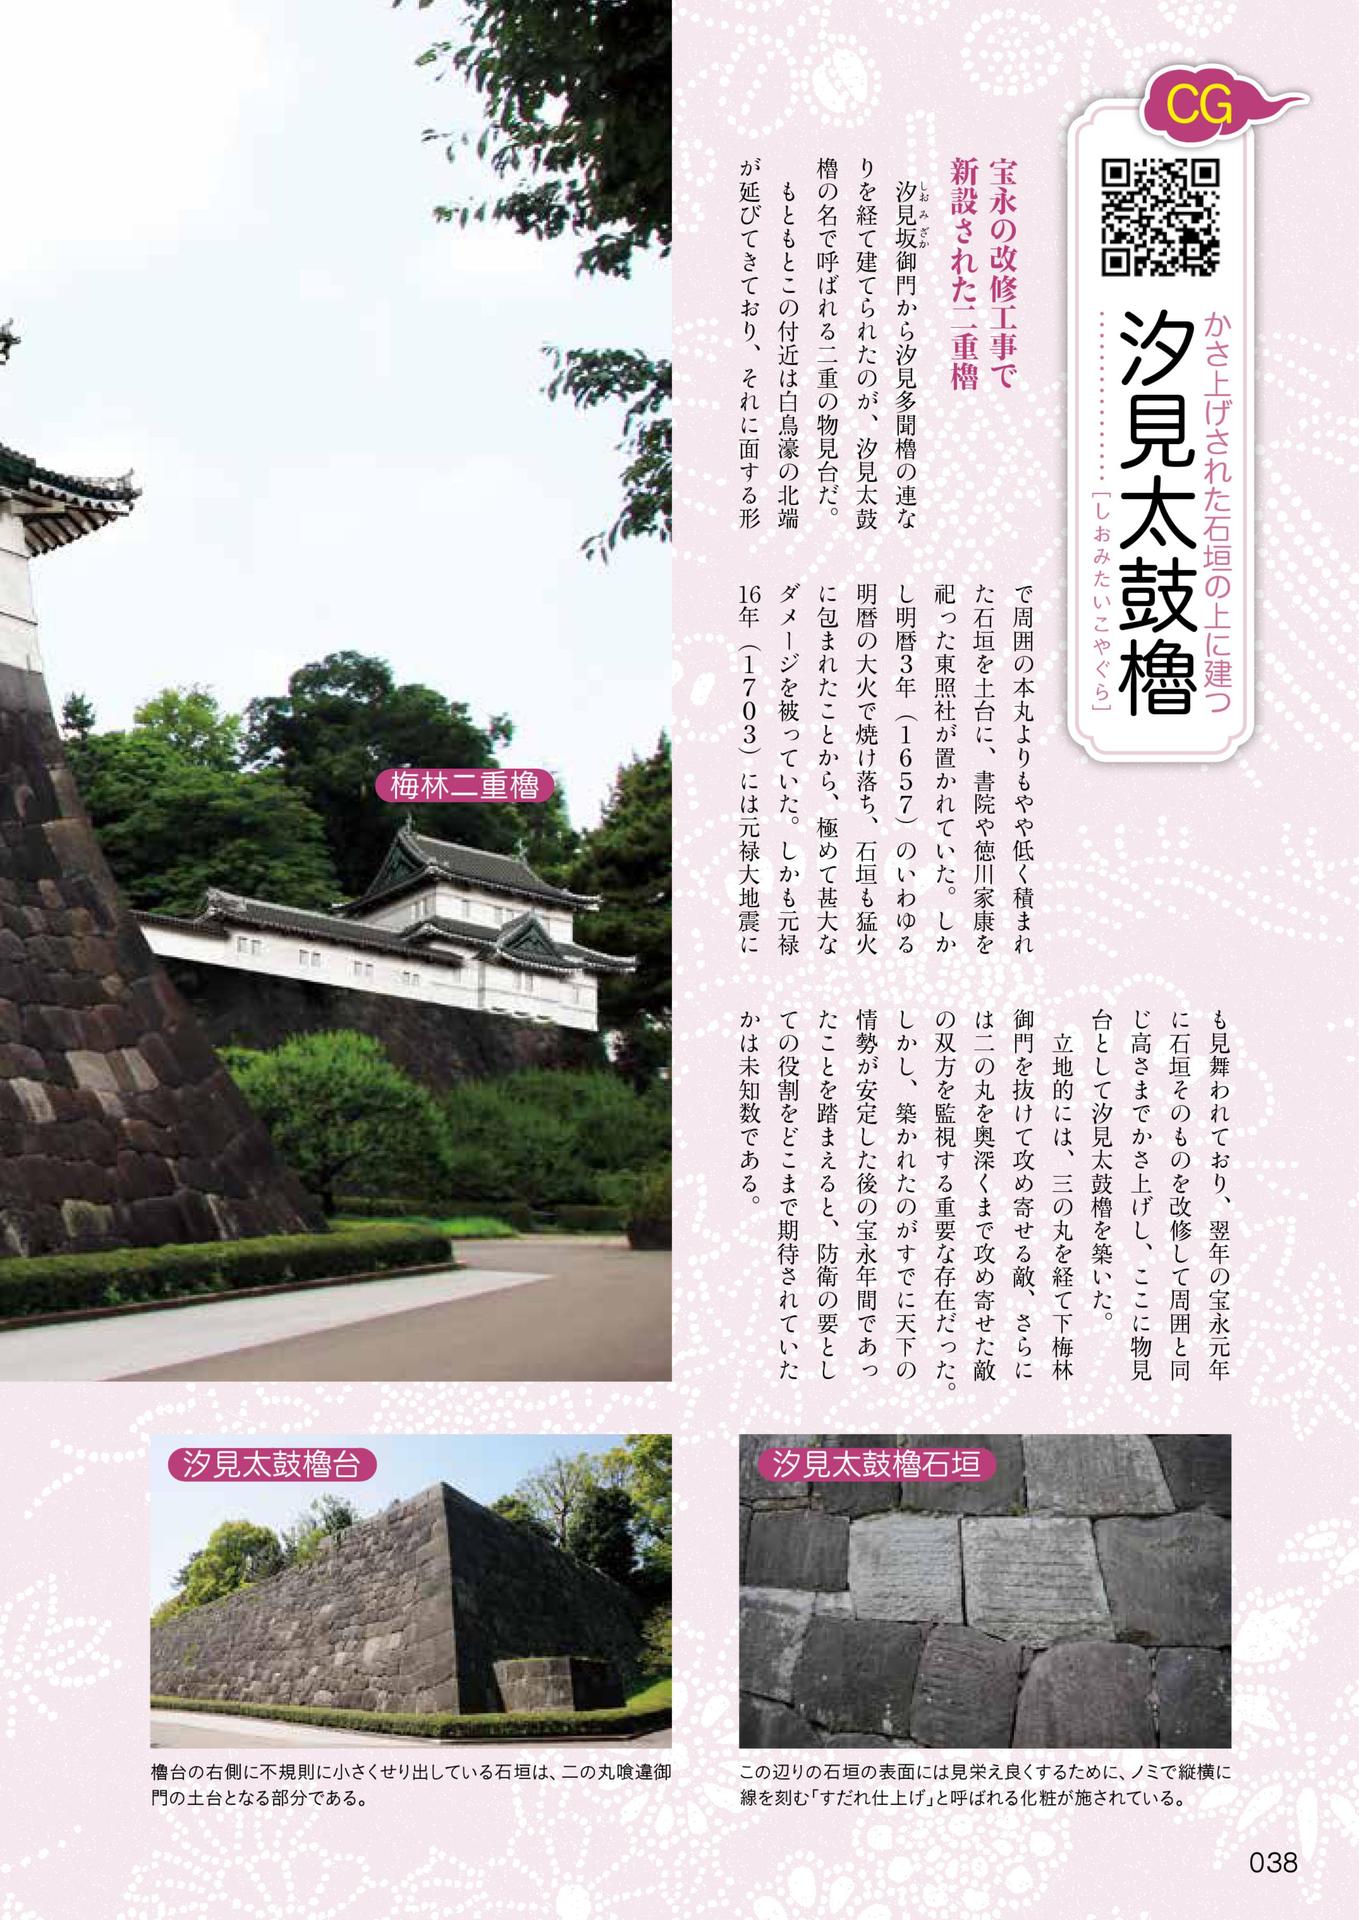 CG
かさ上げされた石垣の上に建つ
汐見太鼓櫓
[しおみたいこやぐら]
宝永の改修工事で
新設された二重櫓
しおみざか
汐見坂御門から汐見多聞櫓の連な
りを経て建てられたのが、汐見太鼓
櫓の名で呼ばれる二重の物見台だ。
もともとこの付近は白鳥濠の北端
が延びてきており、それに面する形
で周囲の本丸よりもやや低く積まれ
た石垣を土台に、書院や徳川家康を
祀った東照社が置かれていた。しか
し明暦3年(1657)のいわゆる
明暦の大火で焼け落ち、石垣も猛火
に包まれたことから、極めて甚大な
ダメージを被っていた。しかも元禄
16年(1703)には元禄大地震に
も見舞われており、翌年の宝永元年
に石垣そのものを改修して周囲と同
じ高さまでかさ上げし、ここに物見
台として汐見太鼓櫓を築いた。
立地的には、三の丸を経て下梅林
御門を抜けて攻め寄せる敵、さらに
は二の丸を奥深くまで攻め寄せた敵
の双方を監視する重要な存在だった。
しかし、築かれたのがすでに天下の
情勢が安定した後の宝永年間であっ
たことを踏まえると、防衛の要とし
ての役割をどこまで期待されていた
かは未知数である。
梅林二重櫓
汐見太鼓櫓台
櫓台の右側に不規則に小さくせり出している石垣は、二の丸喰違御
門の土台となる部分である。
汐見太鼓櫓石垣
この辺りの石垣の表面には見栄え良くするために、ノミで縦横に
線を刻む「すだれ仕上げ」と呼ばれる化粧が施されている。
038